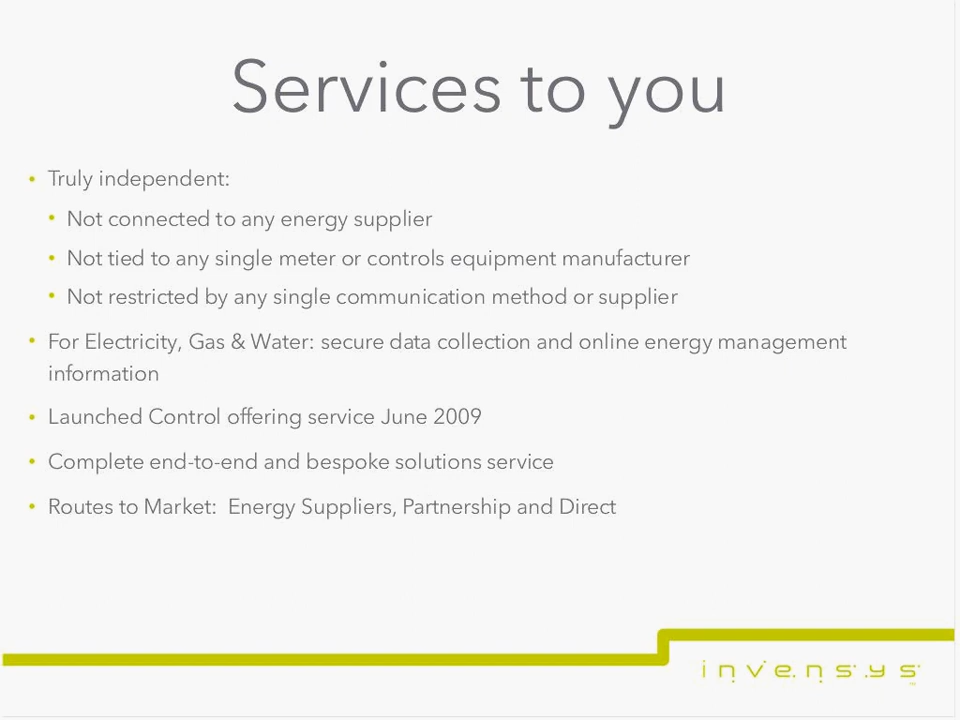 Services to you
• Truly independent:
• Not connected to any energy supplier
• Not tied to any single meter or controls equipment manufacturer
• Not restricted by any single communication method or supplier
• For Electricity, Gas & Water: secure data collection and online energy management
information
• Launched Control offering service June 2009
• Complete end-to-end and bespoke solutions service
• Routes to Market:  Energy Suppliers, Partnership and Direct
invensys™